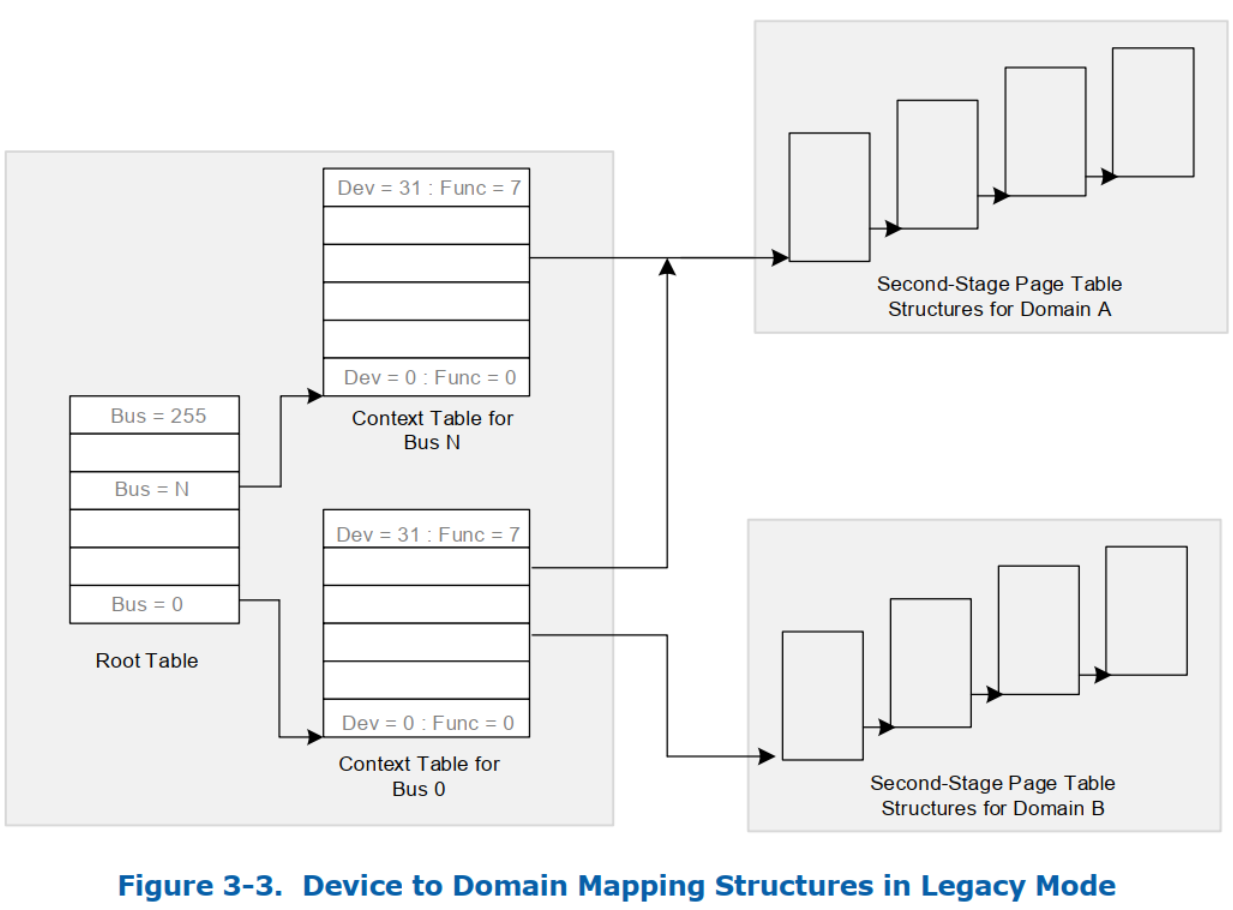 Dev = 31 : Func = 7
Dev = 0 : Func = 0
Context Table for
Bus N
Bus = 255
Bus = N
Bus = 0
Root Table
Dev = 31 : Func = 7
Dev = 0 : Func = 0
Context Table for
Bus 0
Second-Stage Page Table
Structures for Domain A
Second-Stage Page Table
Structures for Domain B
Figure 3-3. Device to Domain Mapping Structures in Legacy Mode